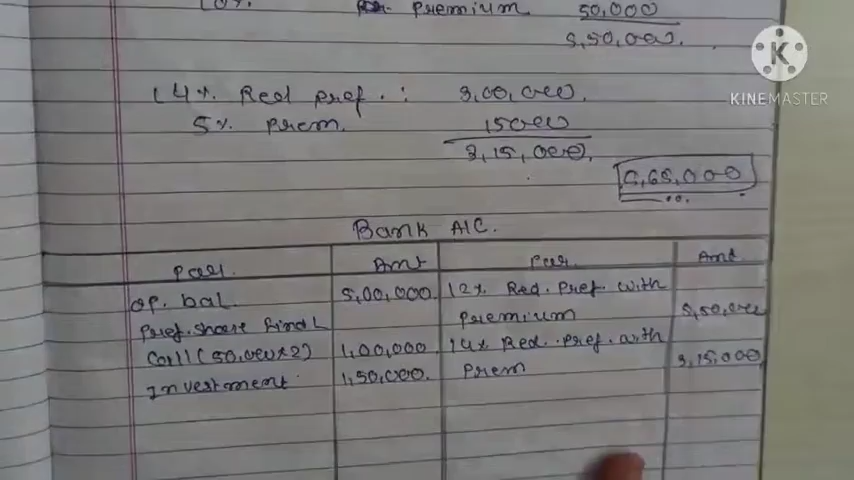 10%. Premium 50,000
5,50,000.
14%. Red pref. : 3,00,000.
5% Prem. 15000
3,15,000.
8,65,000
Bank A/C.
Par. Amt Par. Amt
op. bal. 5,00,000. 12%. Red. Pref. with
Pref. share Final Premium 5,50,000
Call (50,000×2) 1,00,000. 14% Red. Pref. with
Investment. 1,50,000. Prem 3,15,000
KINEMASTER